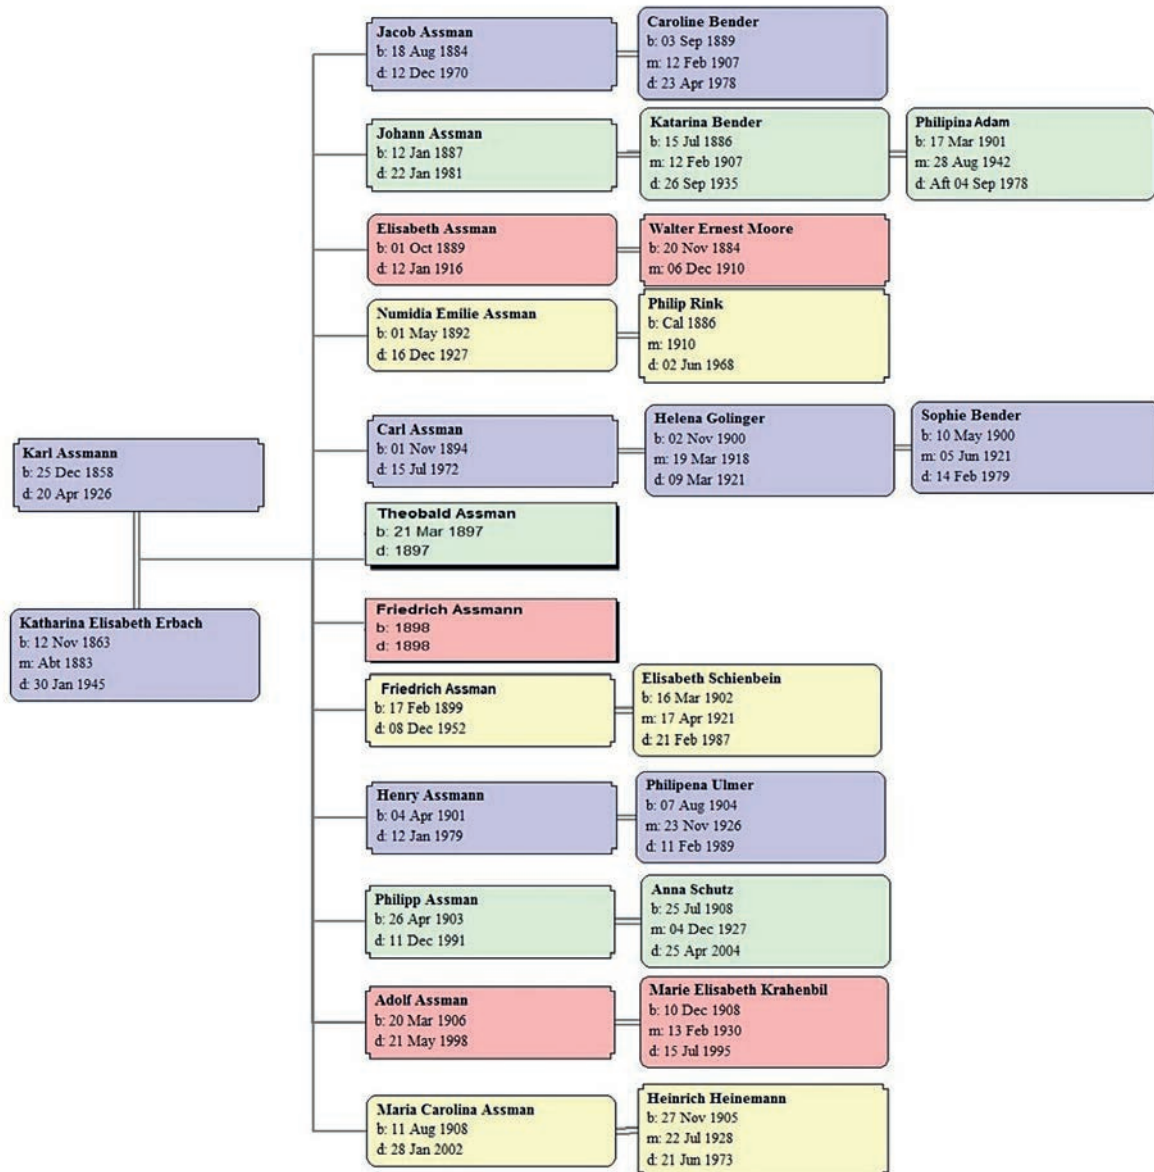 Karl Assmann
b: 25 Dec 1858
d: 20 Apr 1926
Katharina Elisabeth Erbach
b: 12 Nov 1863
m: Abt 1883
d: 30 Jan 1945
Jacob Assman
b: 18 Aug 1884
d: 12 Dec 1970
Caroline Bender
b: 03 Sep 1889
m: 12 Feb 1907
d: 23 Apr 1978
Johann Assman
b: 12 Jan 1887
d: 22 Jan 1981
Katarina Bender
b: 15 Jul 1886
m: 12 Feb 1907
d: 26 Sep 1935
Philipina Adam
b: 17 Mar 1901
m: 28 Aug 1942
d: Aft 04 Sep 1978
Elisabeth Assman
b: 01 Oct 1889
d: 12 Jan 1916
Walter Ernest Moore
b: 20 Nov 1884
m: 06 Dec 1910
Numidia Emilie Assman
b: 01 May 1892
d: 16 Dec 1927
Philip Rink
b: Cal 1886
m: 1910
d: 02 Jun 1968
Carl Assman
b: 01 Nov 1894
d: 15 Jul 1972
Helena Golinger
b: 02 Nov 1900
m: 19 Mar 1918
d: 09 Mar 1921
Sophie Bender
b: 10 May 1900
m: 05 Jun 1921
d: 14 Feb 1979
Theobald Assman
b: 21 Mar 1897
d: 1897
Friedrich Assmann
b: 1898
d: 1898
Friedrich Assman
b: 17 Feb 1899
d: 08 Dec 1952
Elisabeth Schienbein
b: 16 Mar 1902
m: 17 Apr 1921
d: 21 Feb 1987
Henry Assmann
b: 04 Apr 1901
d: 12 Jan 1979
Philipena Ulmer
b: 07 Aug 1904
m: 23 Nov 1926
d: 11 Feb 1989
Philipp Assman
b: 26 Apr 1903
d: 11 Dec 1991
Anna Schutz
b: 25 Jul 1908
m: 04 Dec 1927
d: 25 Apr 2004
Adolf Assman
b: 20 Mar 1906
d: 21 May 1998
Marie Elisabeth Krahenbil
b: 10 Dec 1908
m: 13 Feb 1930
d: 15 Jul 1995
Maria Carolina Assman
b: 11 Aug 1908
d: 28 Jan 2002
Heinrich Heinemann
b: 27 Nov 1905
m: 22 Jul 1928
d: 21 Jun 1973